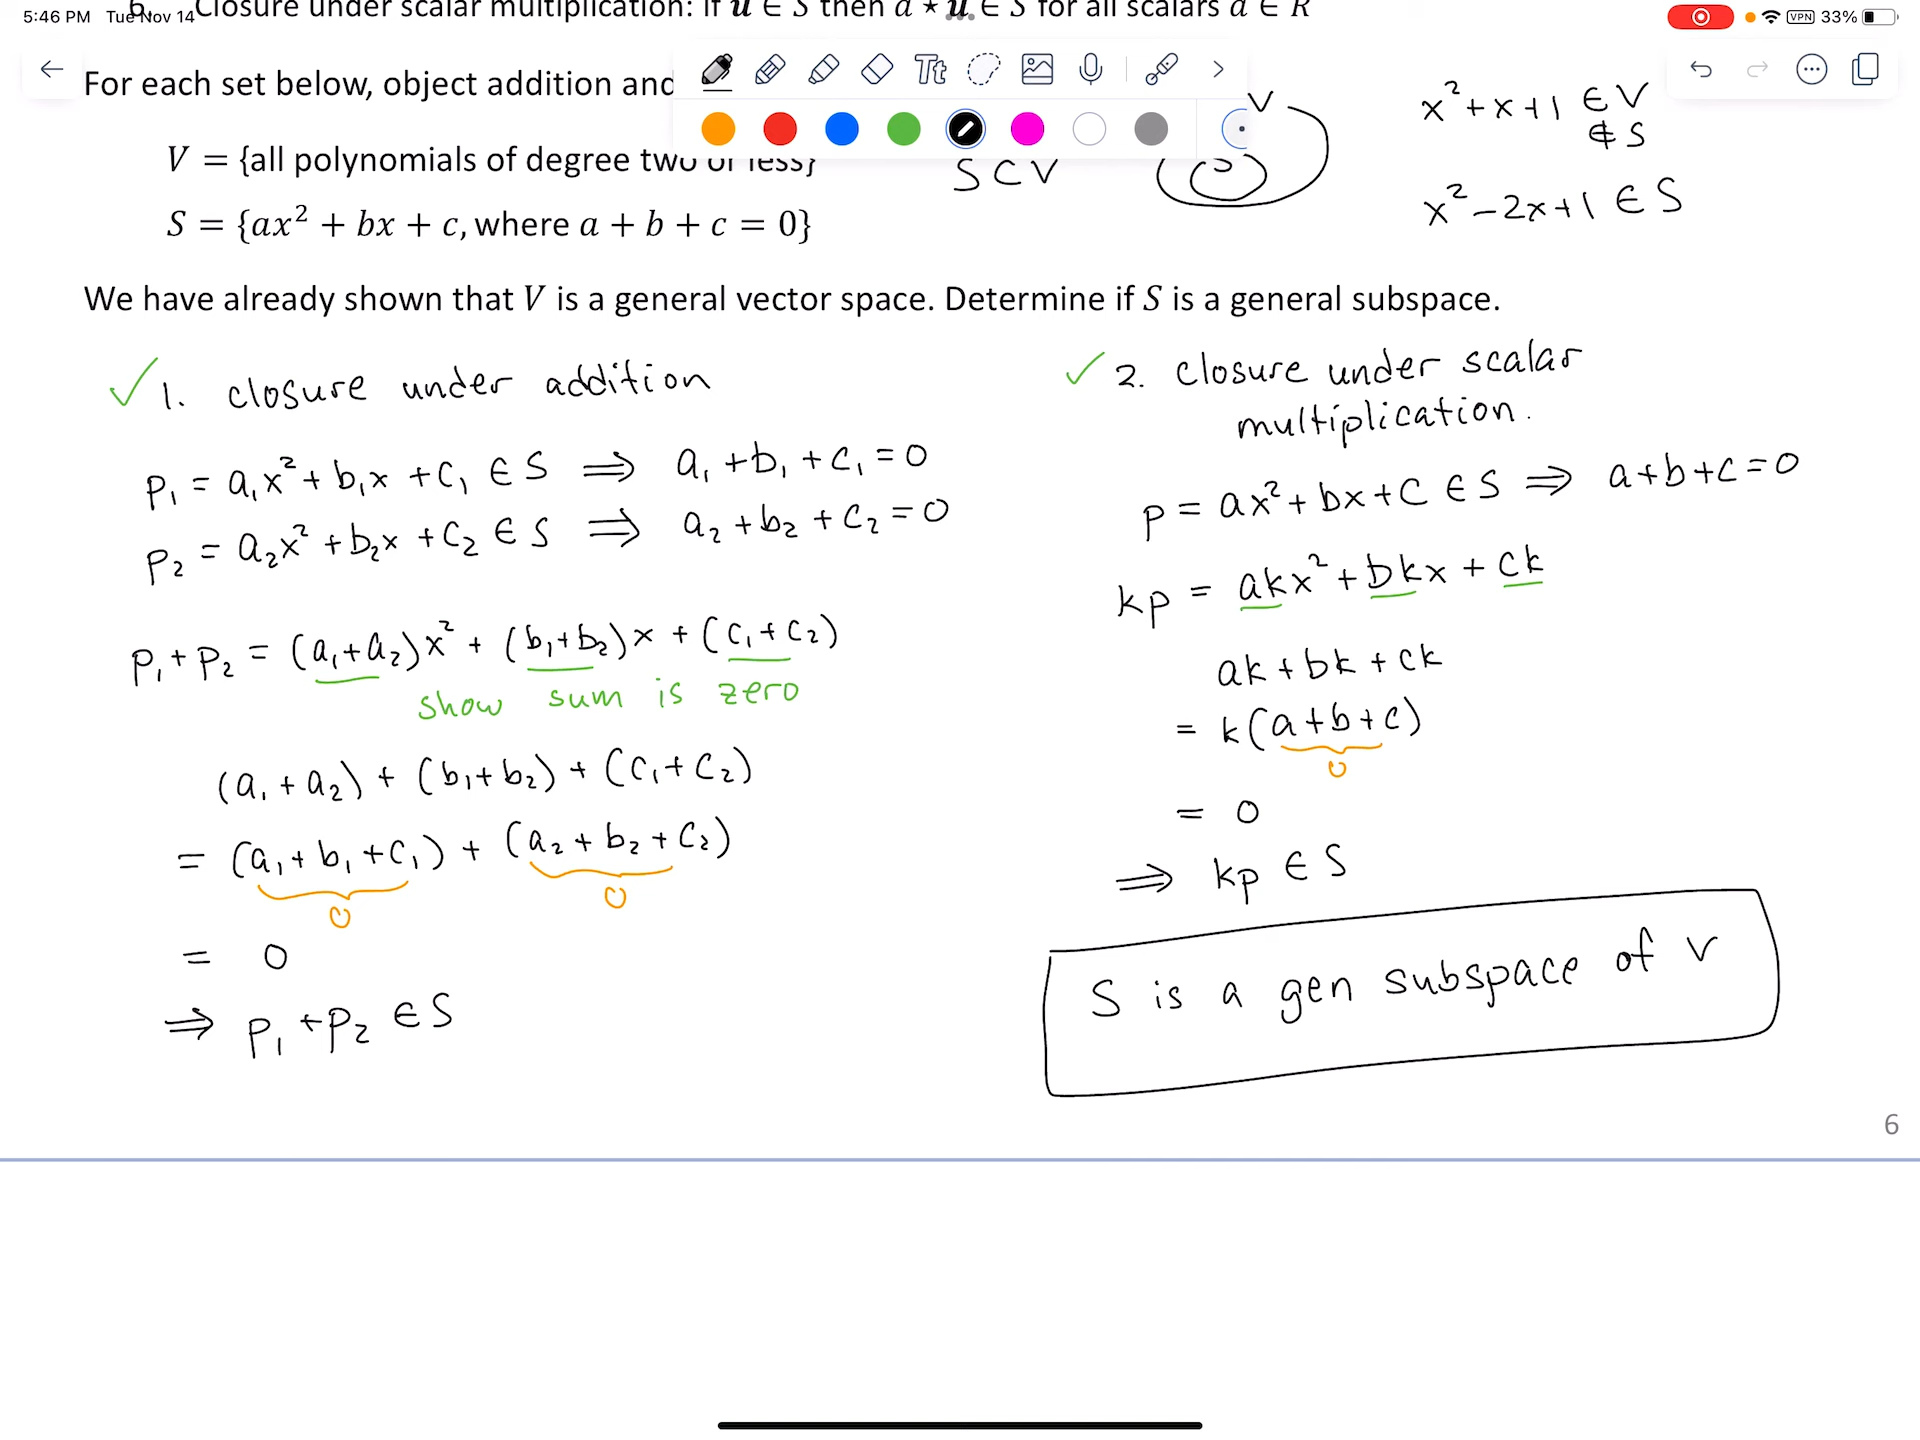 5:46 PM Tue Nov 14
33%
VPN
6. Closure under scalar multiplication: If u ∈ S then a ⋆ u ∈ S for all scalars a ∈ R
For each set below, object addition and
Tt
V = {all polynomials of degree two or less}
S ⊂ V
V
S
x² + x + 1 ∈ V
∉ S
x² - 2x + 1 ∈ S
S = {ax² + bx + c, where a + b + c = 0}
We have already shown that V is a general vector space. Determine if S is a general subspace.
✓ 1. closure under addition
p₁ = a₁x² + b₁x + c₁ ∈ S ⟹ a₁ + b₁ + c₁ = 0
p₂ = a₂x² + b₂x + c₂ ∈ S ⟹ a₂ + b₂ + c₂ = 0
p₁ + p₂ = (a₁+a₂)x² + (b₁+b₂)x + (c₁+c₂)
show sum is zero
(a₁ + a₂) + (b₁+b₂) + (c₁+c₂)
= (a₁ + b₁ + c₁) + (a₂ + b₂ + c₂)
0 0
= 0
⟹ p₁ + p₂ ∈ S
✓ 2. closure under scalar
multiplication.
p = ax² + bx + c ∈ S ⟹ a+b+c=0
kp = akx² + bkx + ck
ak + bk + ck
= k(a+b+c)
0
= 0
⟹ kp ∈ S
S is a gen subspace of V
6